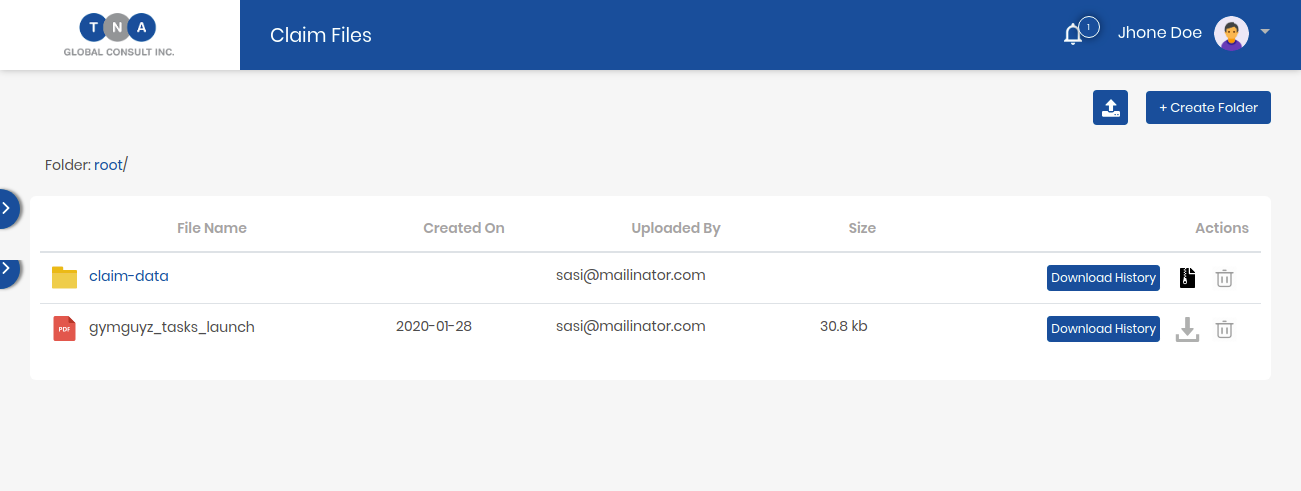 TNA
GLOBAL CONSULT INC.
Claim Files
1
Jhone Doe
+ Create Folder
Folder: root/
File Name Created On Uploaded By Size Actions
claim-data sasi@mailinator.com Download History
PDF gymguyz_tasks_launch 2020-01-28 sasi@mailinator.com 30.8 kb Download History